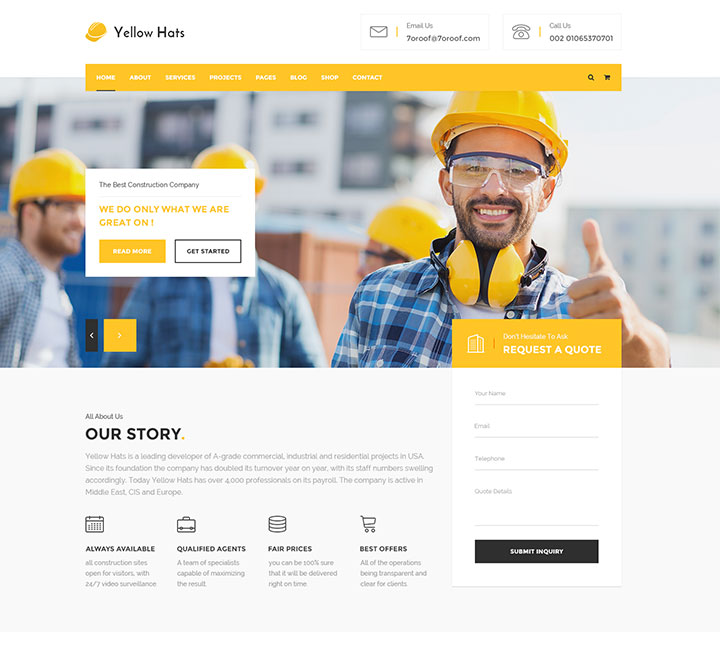 Yellow Hats
Email Us
7oroof@7oroof.com
Call Us
002 01065370701
HOME ABOUT SERVICES PROJECTS PAGES BLOG SHOP CONTACT
The Best Construction Company
WE DO ONLY WHAT WE ARE
GREAT ON !
READ MORE GET STARTED
Don't Hesitate To Ask
REQUEST A QUOTE
Your Name
Email
Telephone
Quote Details
SUBMIT INQUIRY
All About Us
OUR STORY.
Yellow Hats is a leading developer of A-grade commercial, industrial and residential projects in USA.
Since its foundation the company has doubled its turnover year on year, with its staff numbers swelling
accordingly. Today Yellow Hats has over 4,000 professionals on its payroll. The company is active in
Middle East, CIS and Europe.
ALWAYS AVAILABLE
all construction sites
open for visitors, with
24/7 video surveillance.
QUALIFIED AGENTS
A team of specialists
capable of maximizing
the result.
FAIR PRICES
you can be 100% sure
that it will be delivered
right on time.
BEST OFFERS
All of the operations
being transparent and
clear for clients.